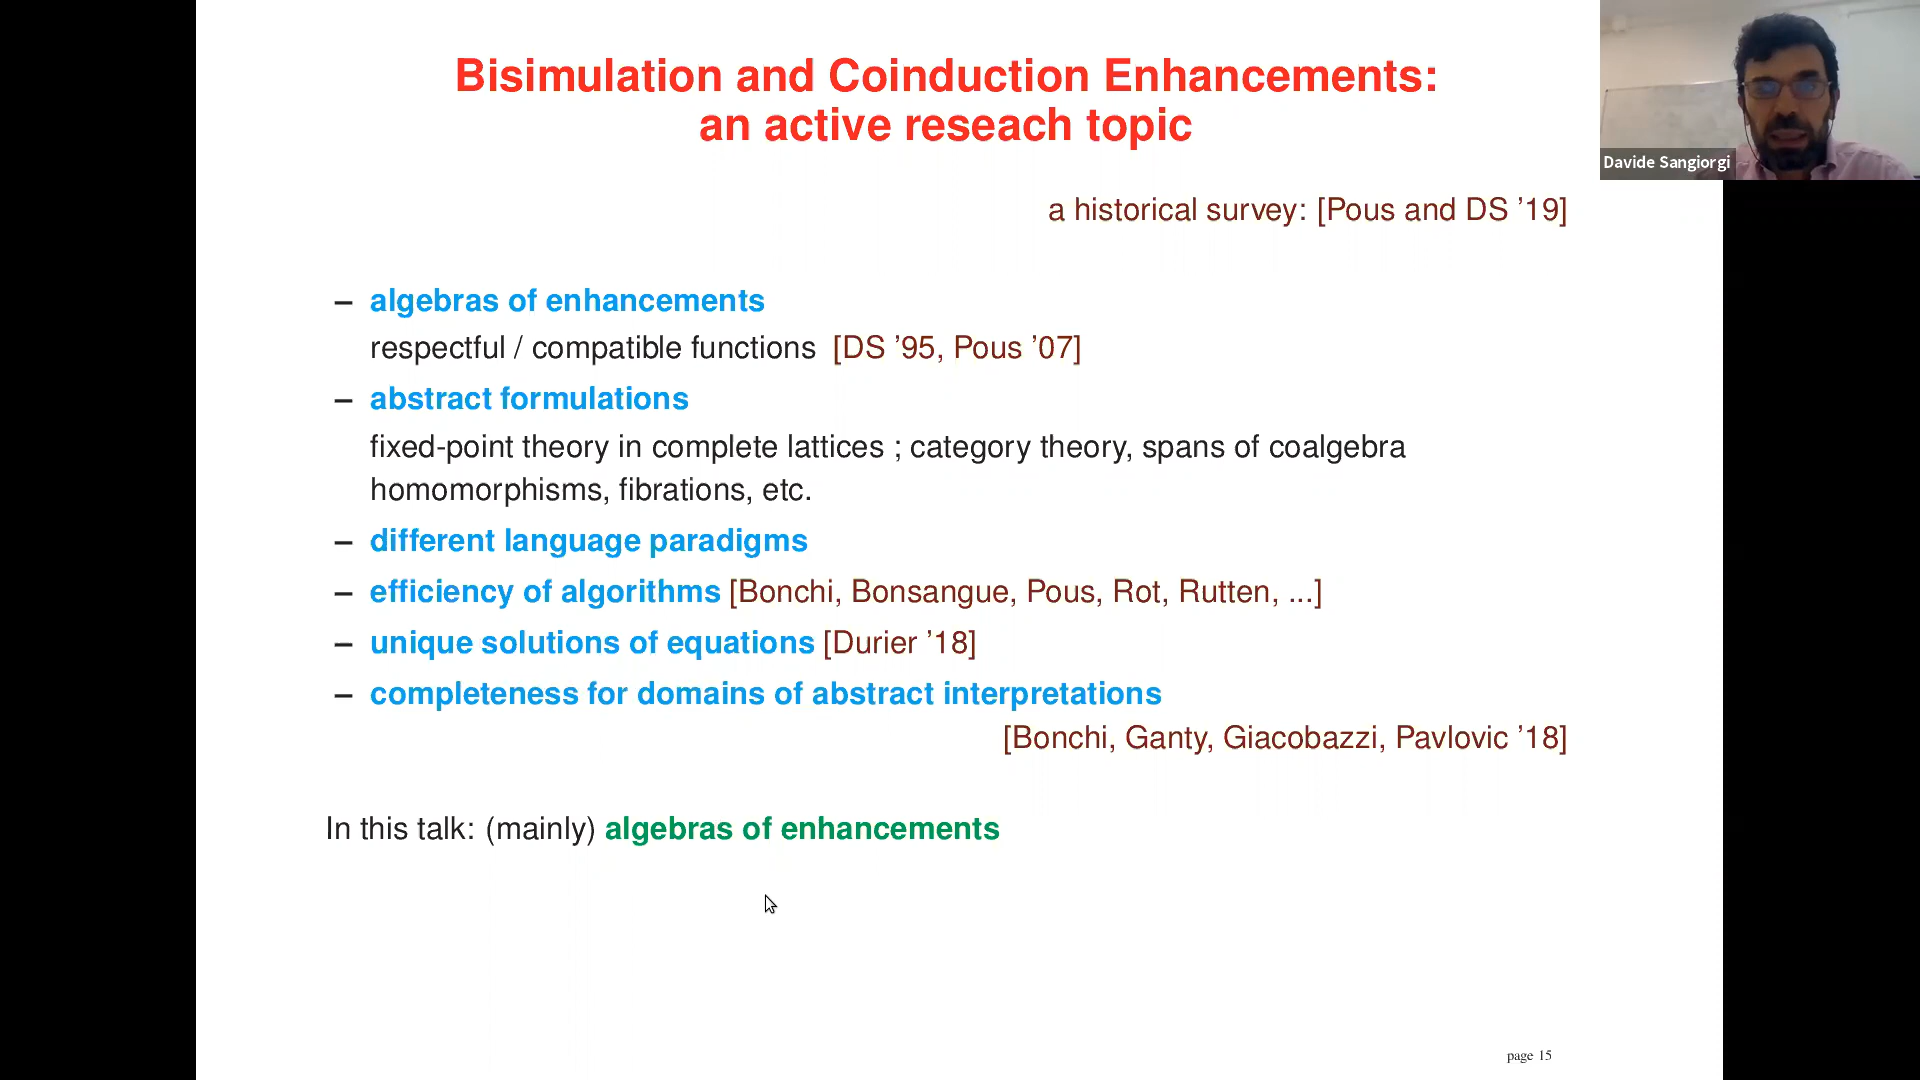 Bisimulation and Coinduction Enhancements:
an active reseach topic
Davide Sangiorgi
a historical survey: [Pous and DS ’19]
– algebras of enhancements
respectful / compatible functions [DS ’95, Pous ’07]
– abstract formulations
fixed-point theory in complete lattices ; category theory, spans of coalgebra
homomorphisms, fibrations, etc.
– different language paradigms
– efficiency of algorithms [Bonchi, Bonsangue, Pous, Rot, Rutten, ...]
– unique solutions of equations [Durier ’18]
– completeness for domains of abstract interpretations
[Bonchi, Ganty, Giacobazzi, Pavlovic ’18]
In this talk: (mainly) algebras of enhancements
page 15